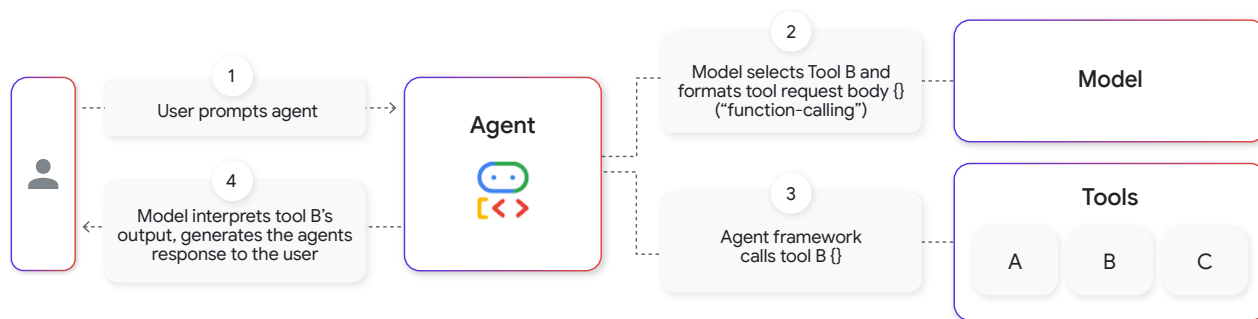 1
User prompts agent
4
Model interprets tool B’s
output, generates the agents
response to the user
Agent
2
Model selects Tool B and
formats tool request body {}
(“function-calling”)
3
Agent framework
calls tool B {}
Model
Tools
A
B
C